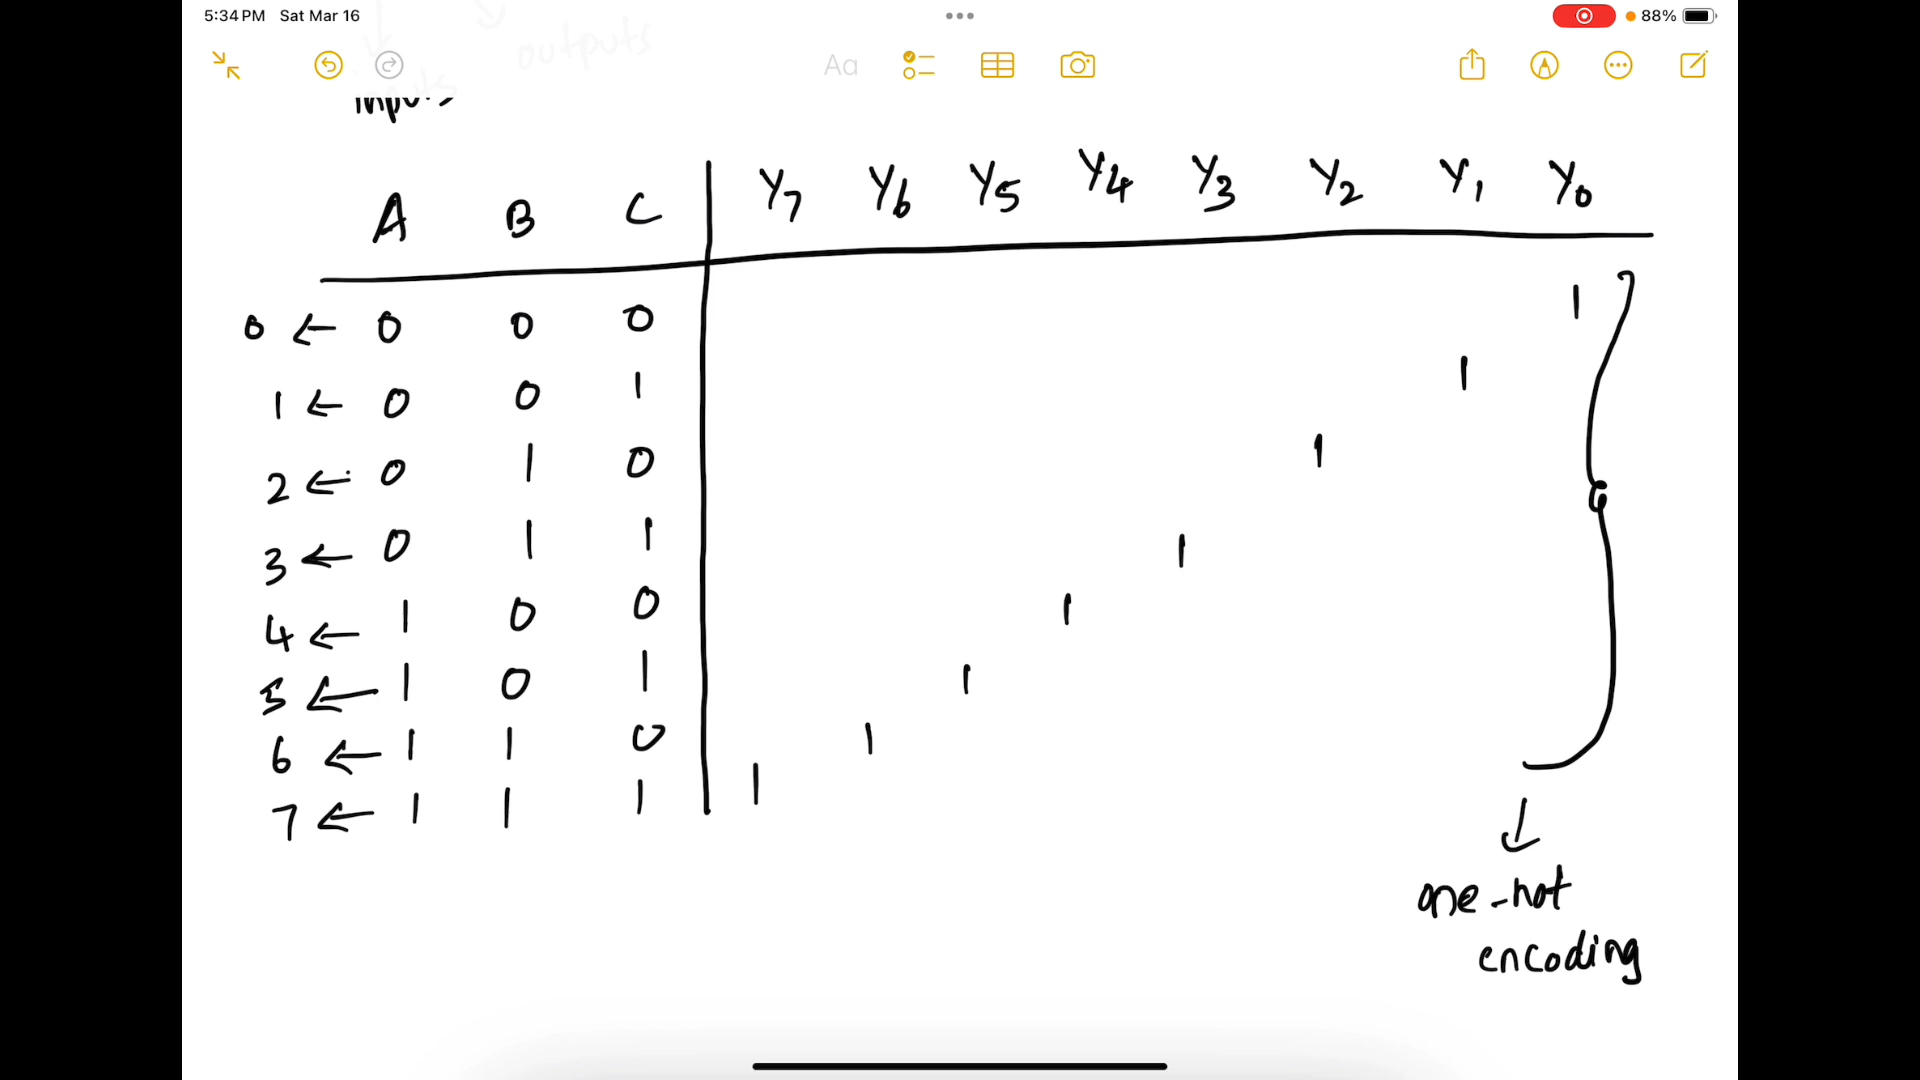 5:34 PM Sat Mar 16 88%
outputs
Aa
inputs
A B C Y7 Y6 Y5 Y4 Y3 Y2 Y1 Y0
0 ← 0 0 0 1
1 ← 0 0 1 1
2 ← 0 1 0 1
3 ← 0 1 1 1
4 ← 1 0 0 1
5 ← 1 0 1 1
6 ← 1 1 0 1
7 ← 1 1 1 1
one-hot
encoding